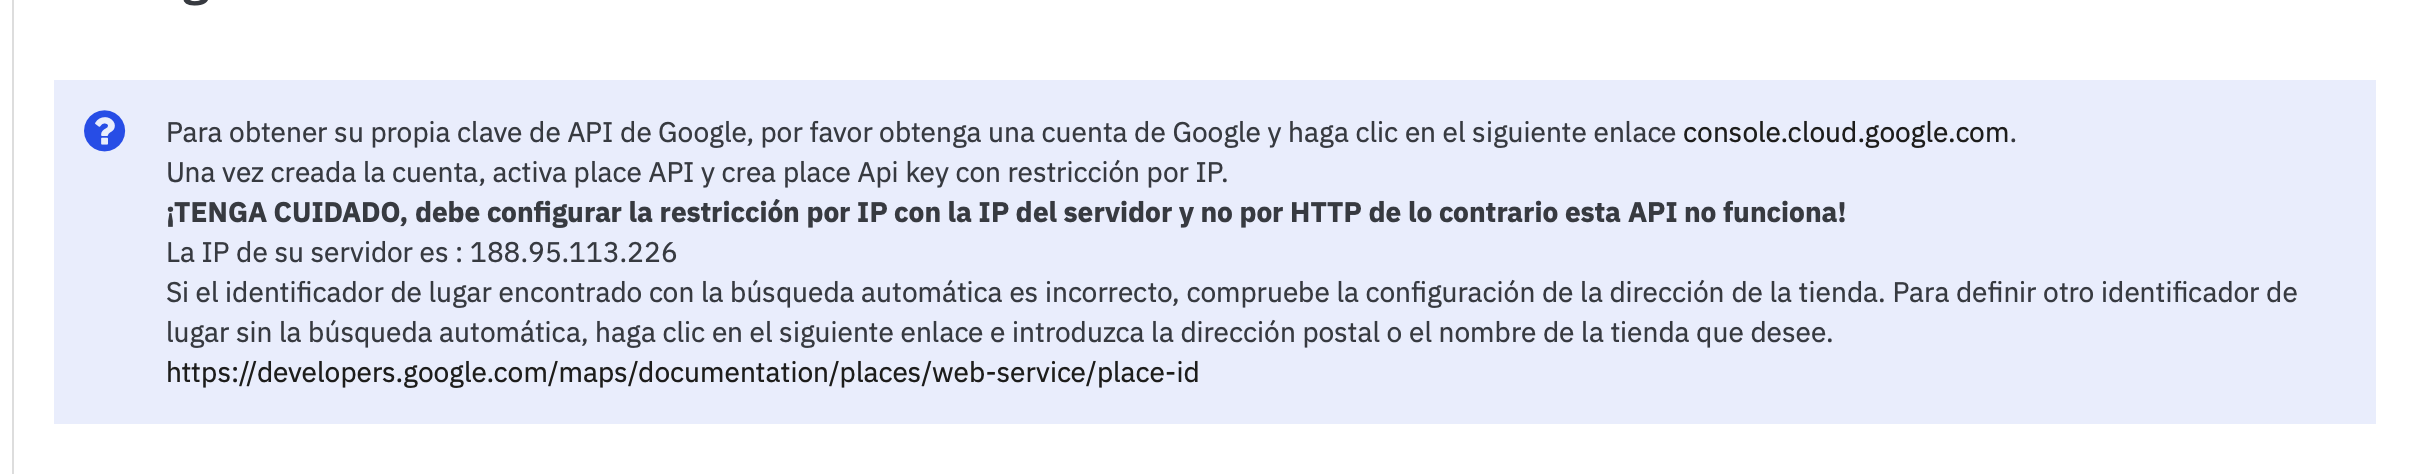 Para obtener su propia clave de API de Google, por favor obtenga una cuenta de Google y haga clic en el siguiente enlace console.cloud.google.com.
Una vez creada la cuenta, activa place API y crea place Api key con restricción por IP.
¡TENGA CUIDADO, debe configurar la restricción por IP con la IP del servidor y no por HTTP de lo contrario esta API no funciona!
La IP de su servidor es : 188.95.113.226
Si el identificador de lugar encontrado con la búsqueda automática es incorrecto, compruebe la configuración de la dirección de la tienda. Para definir otro identificador de
lugar sin la búsqueda automática, haga clic en el siguiente enlace e introduzca la dirección postal o el nombre de la tienda que desee.
https://developers.google.com/maps/documentation/places/web-service/place-id